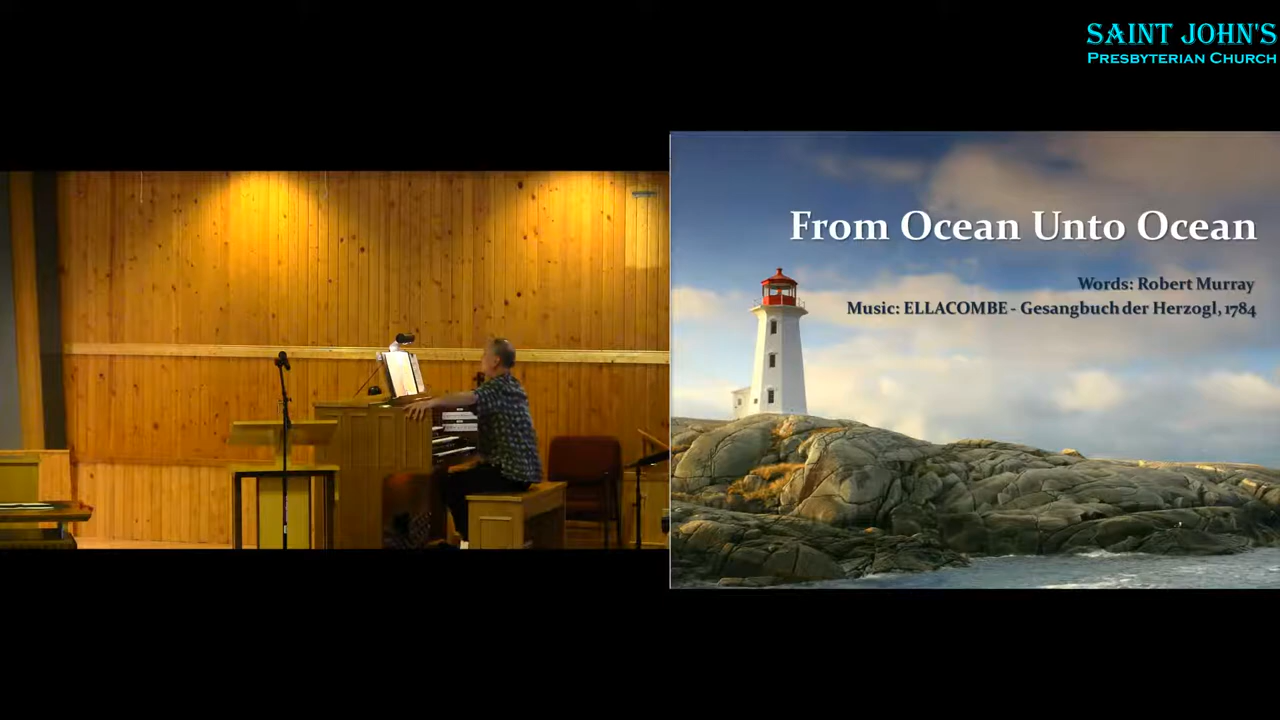 SAINT JOHN'S
PRESBYTERIAN CHURCH
From Ocean Unto Ocean
Words: Robert Murray
Music: ELLACOMBE - Gesangbuch der Herzogl, 1784